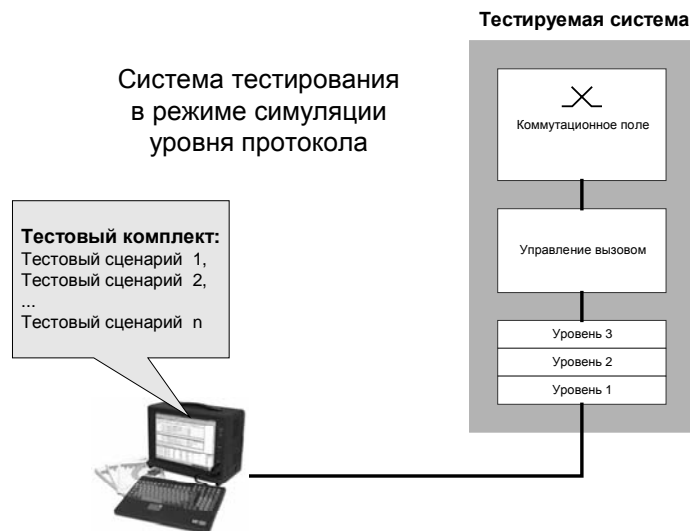 Тестируемая система
Система тестирования
в режиме симуляции
уровня протокола
Коммутационное поле
Управление вызовом
Уровень 3
Уровень 2
Уровень 1
Тестовый комплект:
Тестовый сценарий 1,
Тестовый сценарий 2,
...
Тестовый сценарий n